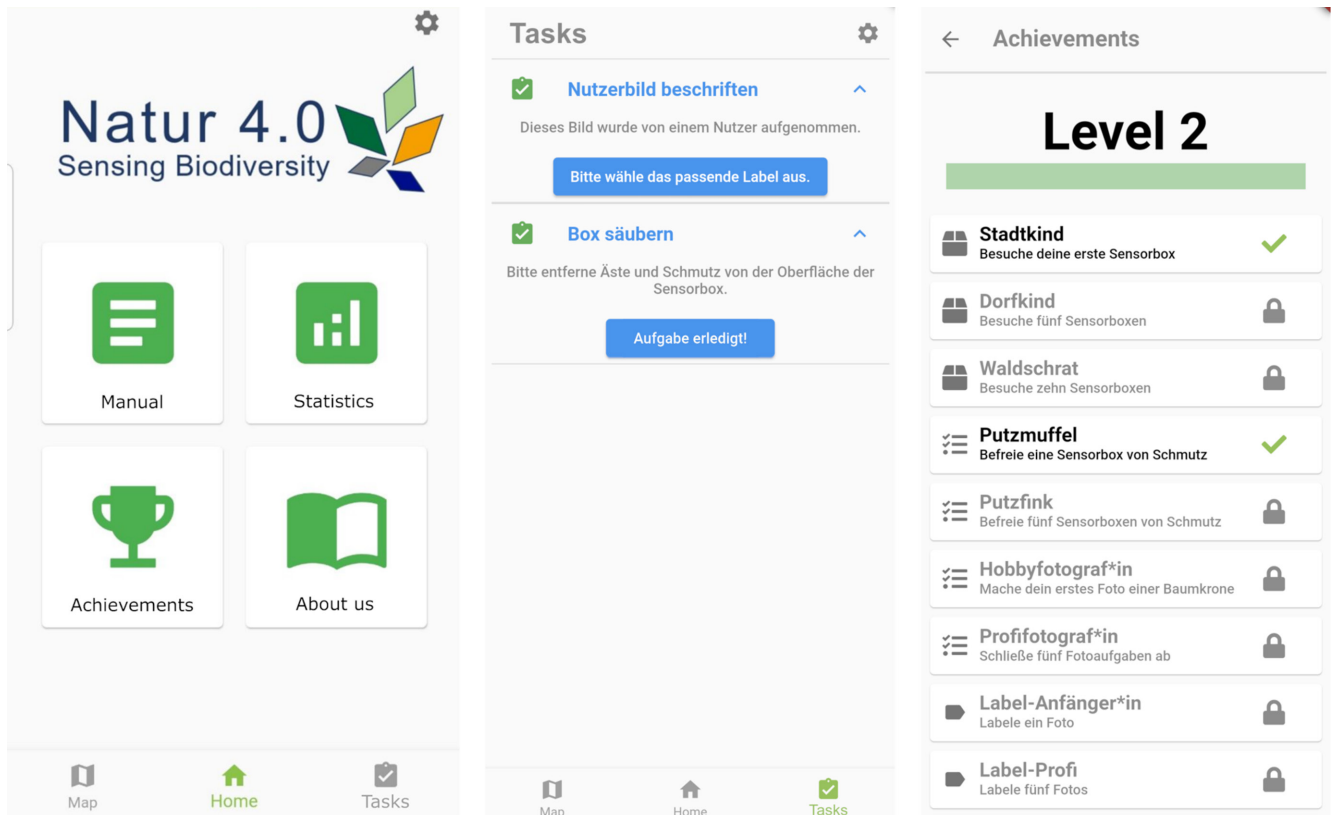 Natur 4.0
Sensing Biodiversity
Manual
Statistics
Achievements
About us
Map
Home
Tasks
Tasks
Nutzerbild beschriften
Dieses Bild wurde von einem Nutzer aufgenommen.
Bitte wähle das passende Label aus.
Box säubern
Bitte entferne Äste und Schmutz von der Oberfläche der
Sensorbox.
Aufgabe erledigt!
Map
Home
Tasks
Achievements
Level 2
Stadtkind
Besuche deine erste Sensorbox
Dorfkind
Besuche fünf Sensorboxen
Waldschrat
Besuche zehn Sensorboxen
Putzmuffel
Befreie eine Sensorbox von Schmutz
Putzfink
Befreie fünf Sensorboxen von Schmutz
Hobbyfotograf*in
Mache dein erstes Foto einer Baumkrone
Profifotograf*in
Schließe fünf Fotoaufgaben ab
Label-Anfänger*in
Labele ein Foto
Label-Profi
Labele fünf Fotos